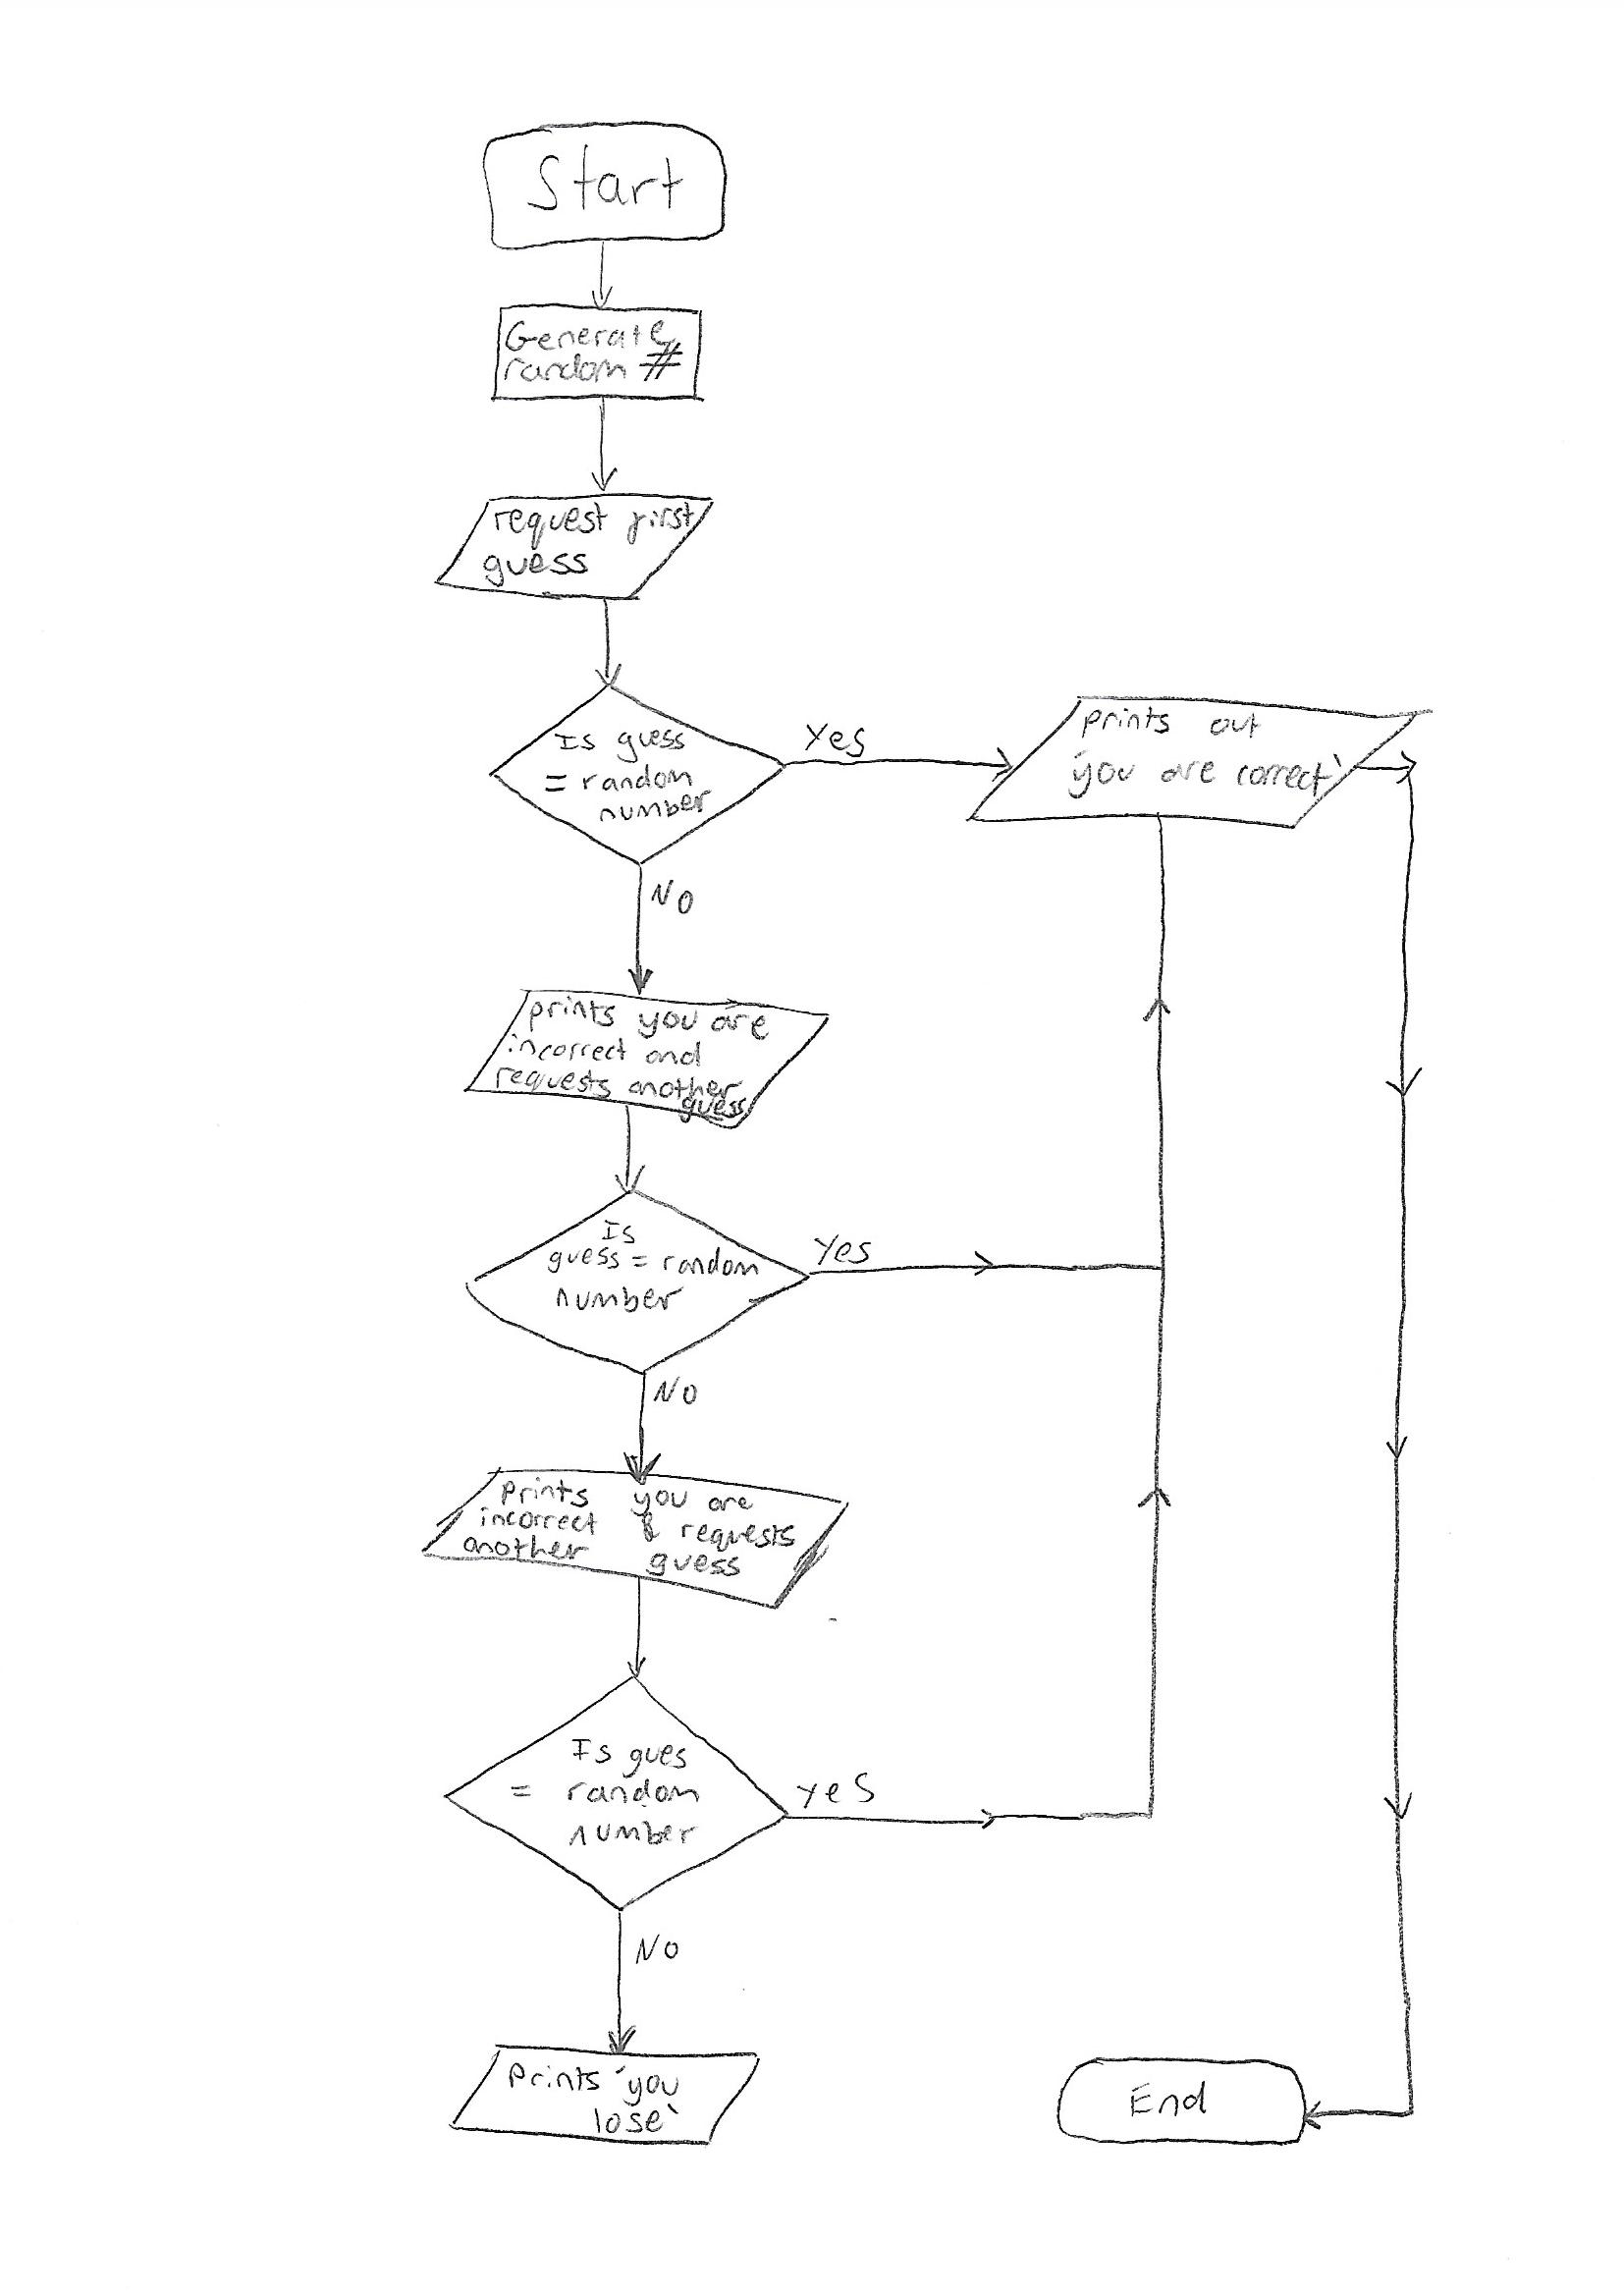 Start
Generate
random #
request first
guess
Is guess
= random
number
Yes
prints out
"you are correct"
No
prints you are
incorrect and
requests another
guess
Is
guess = random
number
Yes
No
Prints you are
incorrect & requests
another guess
Is gues
= random
number
yes
No
Prints "you
lose"
End